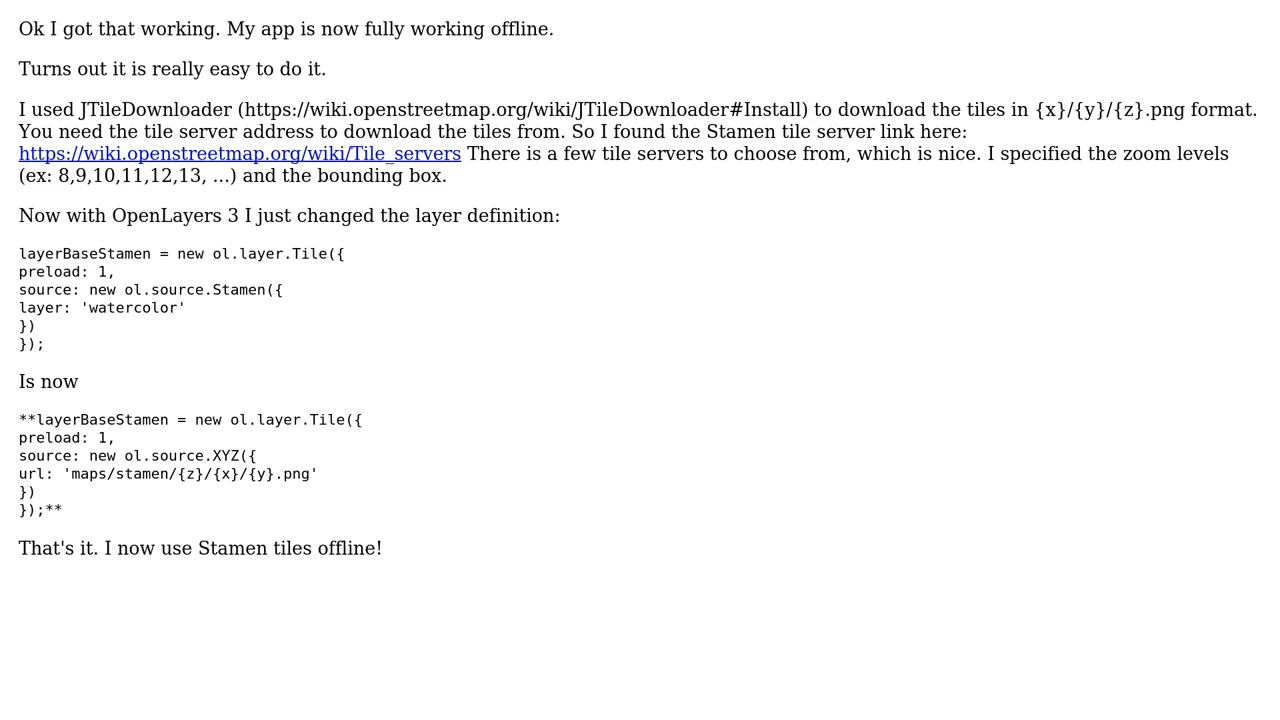 Ok I got that working. My app is now fully working offline.
Turns out it is really easy to do it.
I used JTileDownloader (https://wiki.openstreetmap.org/wiki/JTileDownloader#Install) to download the tiles in {x}/{y}/{z}.png format.
You need the tile server address to download the tiles from. So I found the Stamen tile server link here:
https://wiki.openstreetmap.org/wiki/Tile_servers There is a few tile servers to choose from, which is nice. I specified the zoom levels
(ex: 8,9,10,11,12,13, ...) and the bounding box.
Now with OpenLayers 3 I just changed the layer definition:
layerBaseStamen = new ol.layer.Tile({
preload: 1,
source: new ol.source.Stamen({
layer: 'watercolor'
})
});
Is now
**layerBaseStamen = new ol.layer.Tile({
preload: 1,
source: new ol.source.XYZ({
url: 'maps/stamen/{z}/{x}/{y}.png'
})
});**
That's it. I now use Stamen tiles offline!